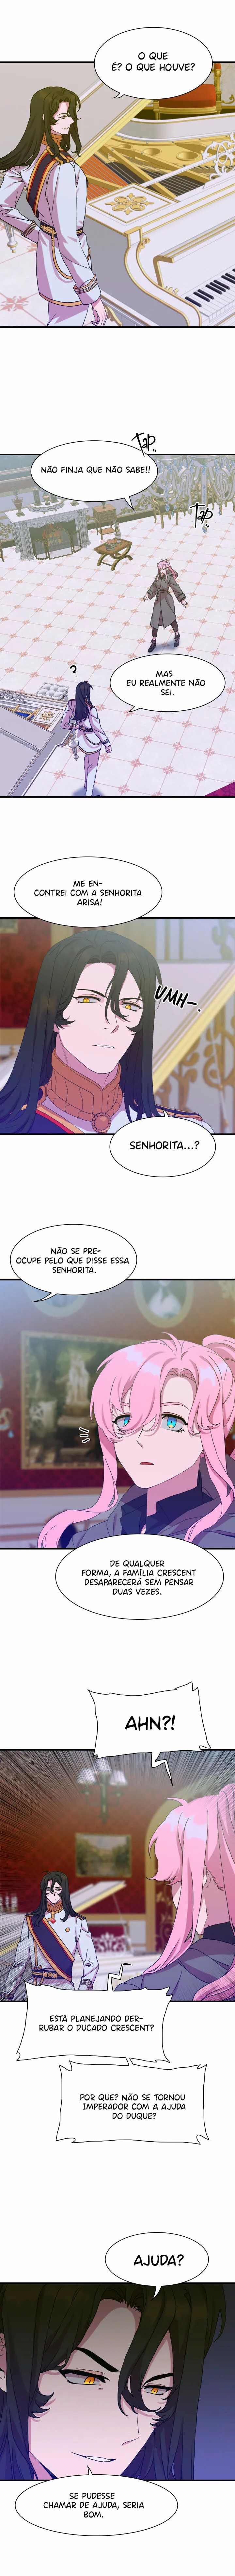 O QUE
É? O QUE HOUVE?
TAP..
NÃO FINJA QUE NÃO SABE!!
TAP..
?
MAS
EU REALMENTE NÃO
SEI.
ME EN-
CONTREI COM A SENHORITA
ARISA!
UMH-.
SENHORITA...?
NÃO SE PRE-
OCUPE PELO QUE DISSE ESSA
SENHORITA.
DE QUALQUER
FORMA, A FAMÍLIA CRESCENT
DESAPARECERÁ SEM PENSAR
DUAS VEZES.
AHN?!
ESTÁ PLANEJANDO DER-
RUBAR O DUCADO CRESCENT?
POR QUE? NÃO SE TORNOU
IMPERADOR COM A AJUDA
DO DUQUE?
AJUDA?
SE PUDESSE
CHAMAR DE AJUDA, SERIA
BOM.